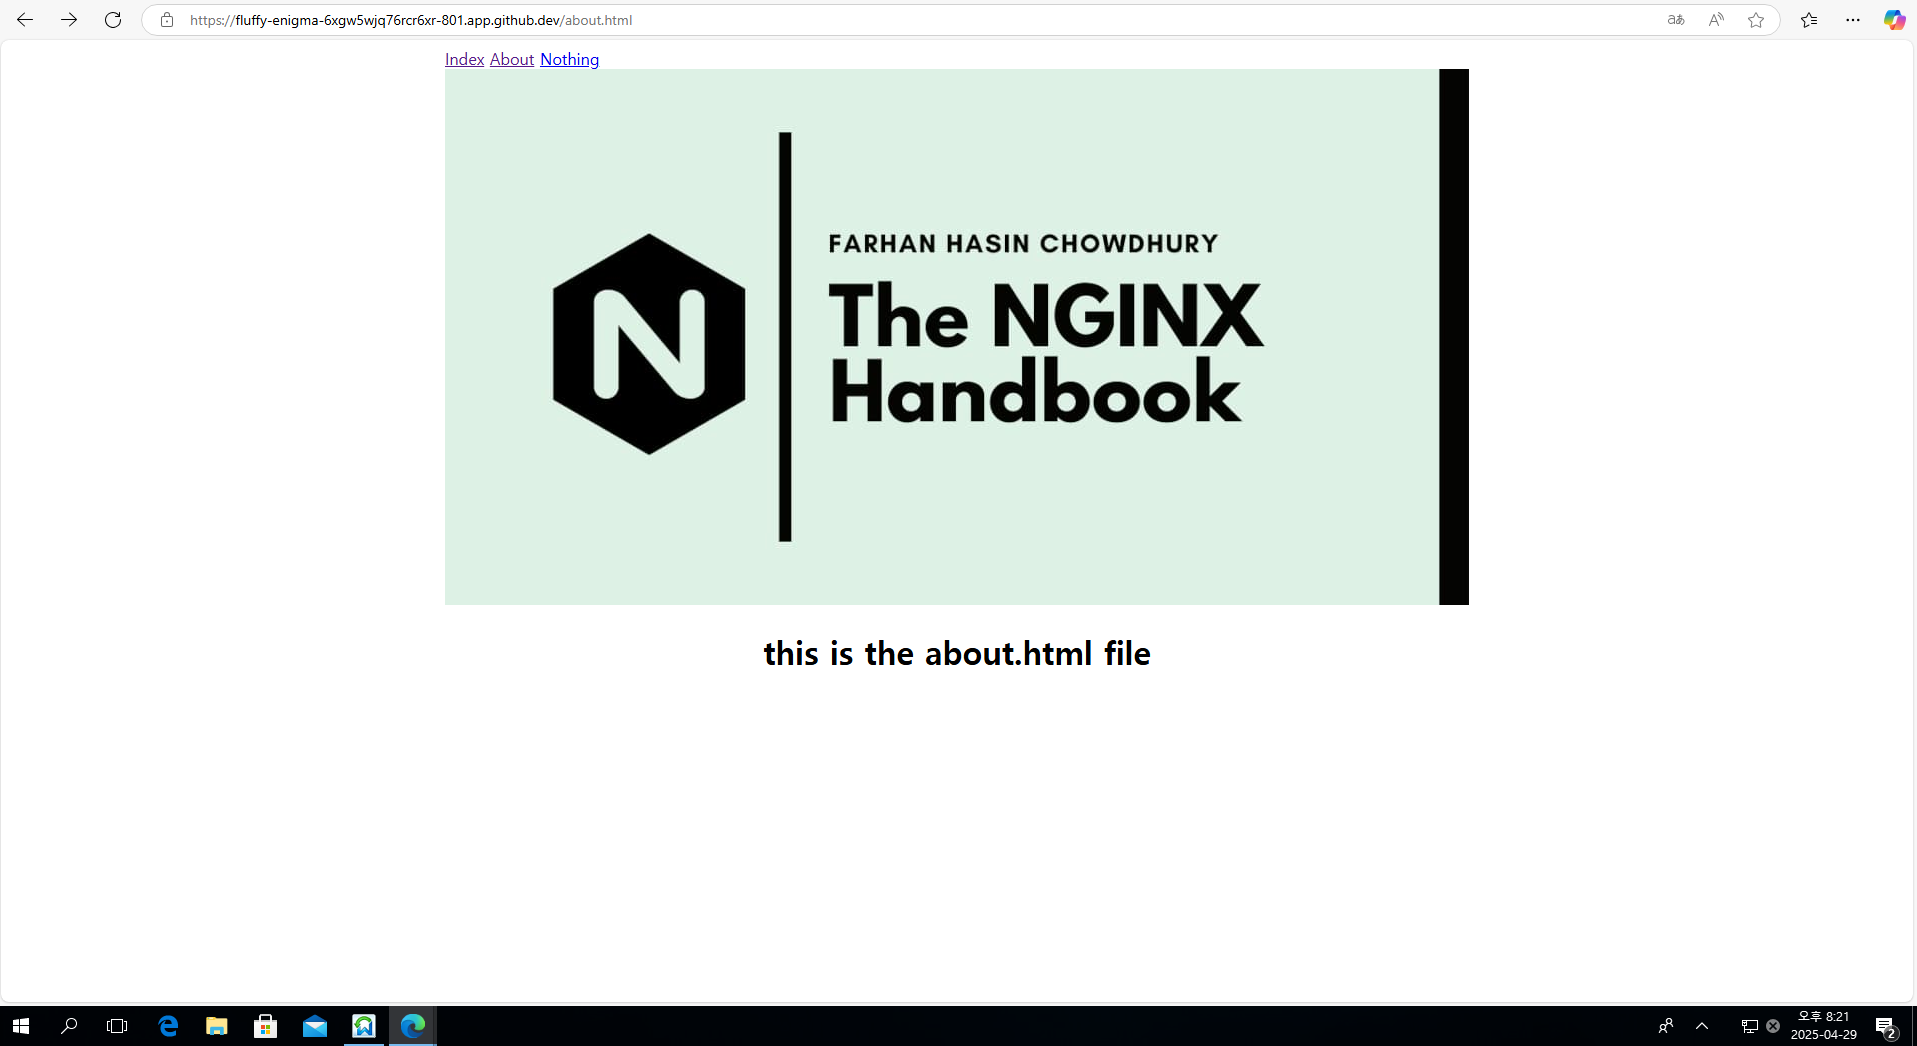 https://fluffy-enigma-6xgw5wjq76rcr6xr-801.app.github.dev/about.html
Index About Nothing
N
FARHAN HASIN CHOWDHURY
The NGINX
Handbook
this is the about.html file
오후 8:21
2025-04-29
2